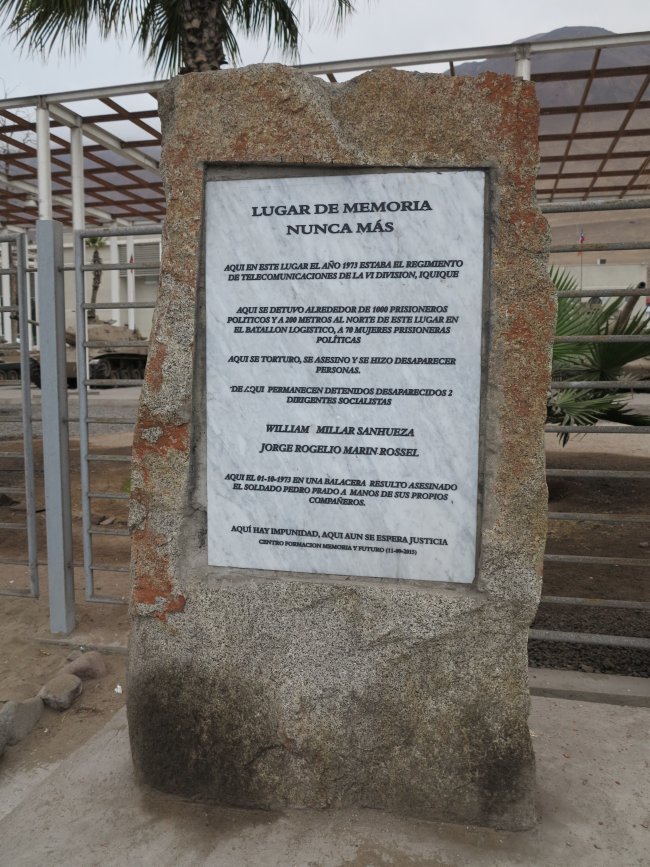 LUGAR DE MEMORIA
NUNCA MÁS
AQUI EN ESTE LUGAR EL AÑO 1973 ESTABA EL REGIMIENTO
DE TELECOMUNICACIONES DE LA VI DIVISION, IQUIQUE
AQUI SE DETUVO ALREDEDOR DE 1000 PRISIONEROS
POLITICOS Y A 200 METROS AL NORTE DE ESTE LUGAR EN
EL BATALLON LOGISTICO, A 70 MUJERES PRISIONERAS
POLÍTICAS
AQUI SE TORTURO, SE ASESINO Y SE HIZO DESAPARECER
PERSONAS.
DE AQUI PERMANECEN DETENIDOS DESAPARECIDOS 2
DIRIGENTES SOCIALISTAS
WILLIAM MILLAR SANHUEZA
JORGE ROGELIO MARIN ROSSEL
AQUI EL 01-10-1973 EN UNA BALACERA RESULTO ASESINADO
EL SOLDADO PEDRO PRADO A MANOS DE SUS PROPIOS
COMPAÑEROS.
AQUÍ HAY IMPUNIDAD, AQUI AUN SE ESPERA JUSTICIA
CENTRO FORMACION MEMORIA Y FUTURO (11-09-2015)